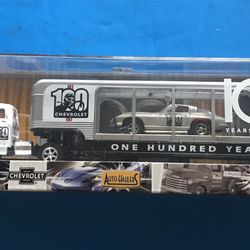 100
CHEVROLET
10
YEARS
ONE HUNDRED YEA
CHEVROLET
AUTO-HAULERS